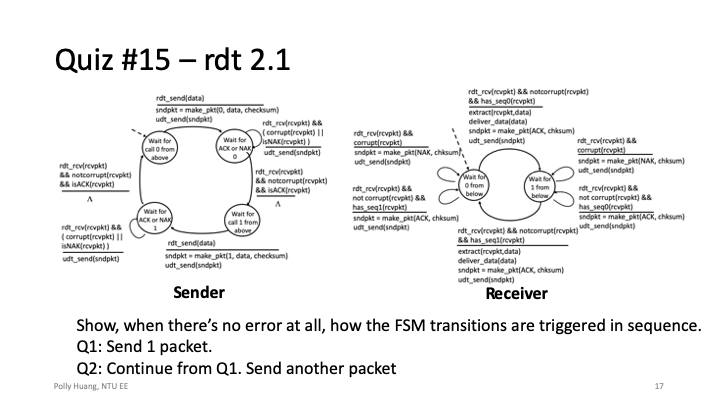 Quiz #15 – rdt 2.1
rdt_send(data)
sndpkt = make_pkt(0, data, checksum)
udt_send(sndpkt)
Wait for
call 0 from
above
Wait for
ACK or NAK
0
rdt_rcv(rcvpkt) &&
( corrupt(rcvpkt) ||
isNAK(rcvpkt) )
udt_send(sndpkt)
rdt_rcv(rcvpkt)
&& notcorrupt(rcvpkt)
&& isACK(rcvpkt)
Λ
rdt_rcv(rcvpkt)
&& notcorrupt(rcvpkt)
&& isACK(rcvpkt)
Λ
Wait for
ACK or NAK
1
Wait for
call 1 from
above
rdt_rcv(rcvpkt) &&
( corrupt(rcvpkt) ||
isNAK(rcvpkt) )
udt_send(sndpkt)
rdt_send(data)
sndpkt = make_pkt(1, data, checksum)
udt_send(sndpkt)
Sender
rdt_rcv(rcvpkt) && notcorrupt(rcvpkt)
&& has_seq0(rcvpkt)
extract(rcvpkt,data)
deliver_data(data)
sndpkt = make_pkt(ACK, chksum)
udt_send(sndpkt)
rdt_rcv(rcvpkt) &&
corrupt(rcvpkt)
sndpkt = make_pkt(NAK, chksum)
udt_send(sndpkt)
rdt_rcv(rcvpkt) &&
not corrupt(rcvpkt) &&
has_seq1(rcvpkt)
sndpkt = make_pkt(ACK, chksum)
udt_send(sndpkt)
Wait for
0 from
below
Wait for
1 from
below
rdt_rcv(rcvpkt) &&
corrupt(rcvpkt)
sndpkt = make_pkt(NAK, chksum)
udt_send(sndpkt)
rdt_rcv(rcvpkt) &&
not corrupt(rcvpkt) &&
has_seq0(rcvpkt)
sndpkt = make_pkt(ACK, chksum)
udt_send(sndpkt)
rdt_rcv(rcvpkt) && notcorrupt(rcvpkt)
&& has_seq1(rcvpkt)
extract(rcvpkt,data)
deliver_data(data)
sndpkt = make_pkt(ACK, chksum)
udt_send(sndpkt)
Receiver
Show, when there's no error at all, how the FSM transitions are triggered in sequence.
Q1: Send 1 packet.
Q2: Continue from Q1. Send another packet
Polly Huang, NTU EE
17